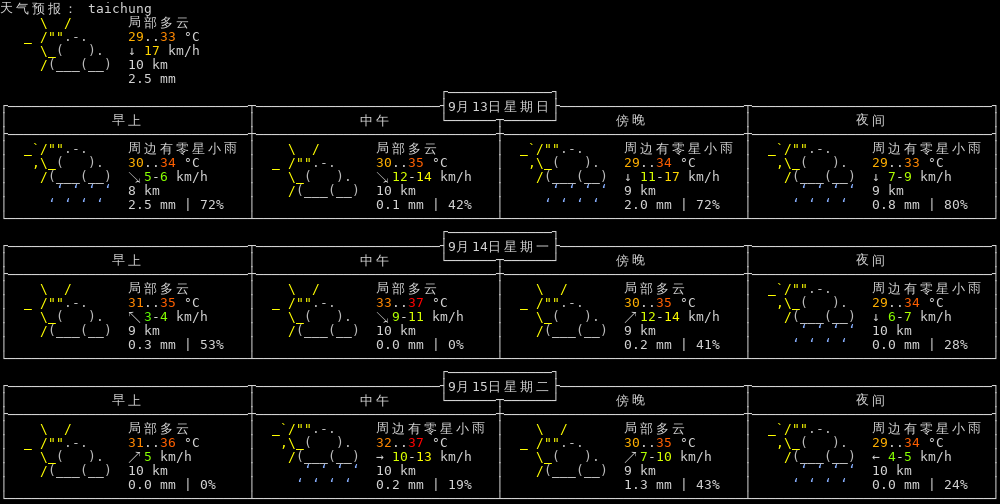 天气预报： taichung
局部多云
29..33 °C
↓ 17 km/h
10 km
2.5 mm
9月13日星期日
早上 中午 傍晚 夜间
周边有零星小雨 局部多云 周边有零星小雨 周边有零星小雨
30..34 °C 30..35 °C 29..34 °C 29..33 °C
↘ 5-6 km/h ↘ 12-14 km/h ↓ 11-17 km/h ↓ 7-9 km/h
8 km 10 km 9 km 9 km
2.5 mm | 72% 0.1 mm | 42% 2.0 mm | 72% 0.8 mm | 80%
9月14日星期一
早上 中午 傍晚 夜间
局部多云 局部多云 局部多云 周边有零星小雨
31..35 °C 33..37 °C 30..35 °C 29..34 °C
↖ 3-4 km/h ↘ 9-11 km/h ↗ 12-14 km/h ↓ 6-7 km/h
9 km 10 km 9 km 10 km
0.3 mm | 53% 0.0 mm | 0% 0.2 mm | 41% 0.0 mm | 28%
9月15日星期二
早上 中午 傍晚 夜间
局部多云 周边有零星小雨 局部多云 周边有零星小雨
31..36 °C 32..37 °C 30..35 °C 29..34 °C
↗ 5 km/h → 10-13 km/h ↗ 7-10 km/h ← 4-5 km/h
10 km 10 km 9 km 10 km
0.0 mm | 0% 0.2 mm | 19% 1.3 mm | 43% 0.0 mm | 24%